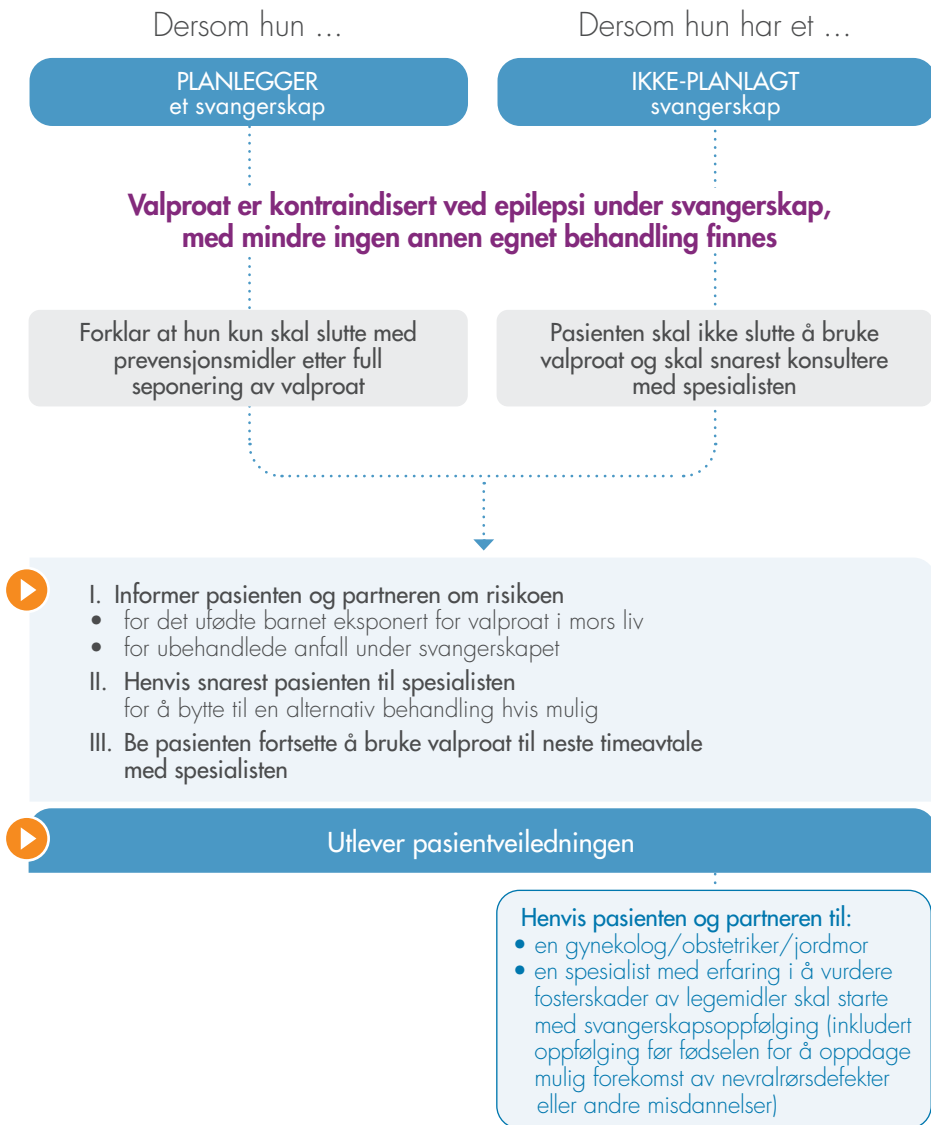 Dersom hun ...
Dersom hun har et ...
PLANLEGGER
et svangerskap
IKKE-PLANLAGT
svangerskap
Valproat er kontraindisert ved epilepsi under svangerskap,
med mindre ingen annen egnet behandling finnes
Forklar at hun kun skal slutte med
prevensjonsmidler etter full
seponering av valproat
Pasienten skal ikke slutte å bruke
valproat og skal snarest konsultere
med spesialisten
I. Informer pasienten og partneren om risikoen
• for det ufødte barnet eksponert for valproat i mors liv
• for ubehandlede anfall under svangerskapet
II. Henvis snarest pasienten til spesialisten
for å bytte til en alternativ behandling hvis mulig
III. Be pasienten fortsette å bruke valproat til neste timeavtale
med spesialisten
Utlever pasientveiledningen
Henvis pasienten og partneren til:
• en gynekolog/obstetriker/jordmor
• en spesialist med erfaring i å vurdere
fosterskader av legemidler skal starte
med svangerskapsoppfølging (inkludert
oppfølging før fødselen for å oppdage
mulig forekomst av nevralrørsdefekter
eller andre misdannelser)